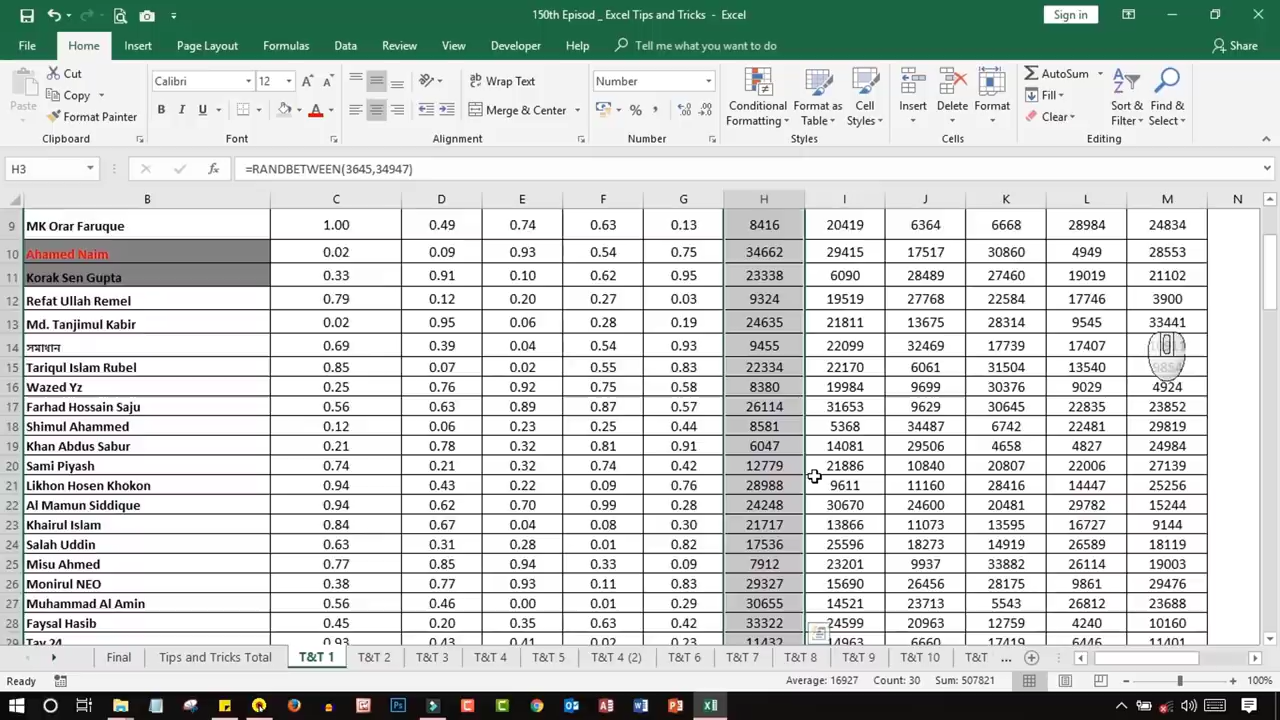 150th Episod _ Excel Tips and Tricks - Excel
Sign in
File Home Insert Page Layout Formulas Data Review View Developer Help Tell me what you want to do Share
Paste Cut Copy Format Painter
Calibri 12
B I U
Wrap Text
Merge & Center
Number
Conditional Formatting Format as Table Cell Styles
Insert Delete Format
AutoSum Fill Clear
Sort & Filter Find & Select
Clipboard Font Alignment Number Styles Cells Editing
H3 fx =RANDBETWEEN(3645,34947)
B C D E F G H I J K L M N
9 MK Orar Faruque 1.00 0.49 0.74 0.63 0.13 8416 20419 6364 6668 28984 24834
10 Ahamed Naim 0.02 0.09 0.93 0.54 0.75 34662 29415 17517 30860 4949 28553
11 Korak Sen Gupta 0.33 0.91 0.10 0.62 0.95 23338 6090 28489 27460 19019 21102
12 Refat Ullah Remel 0.79 0.12 0.20 0.27 0.03 9324 19519 27768 22584 17746 3900
13 Md. Tanjimul Kabir 0.02 0.95 0.06 0.28 0.19 24635 21811 13675 28314 9545 33441
14 সমাধান 0.69 0.39 0.04 0.54 0.93 9455 22099 32469 17739 17407
15 Tariqul Islam Rubel 0.85 0.07 0.02 0.55 0.83 22334 22170 6061 31504 13540
16 Wazed Yz 0.25 0.76 0.92 0.75 0.58 8380 19984 9699 30376 9029 4924
17 Farhad Hossain Saju 0.56 0.63 0.89 0.87 0.57 26114 31653 9629 30645 22835 23852
18 Shimul Ahammed 0.12 0.06 0.23 0.25 0.44 8581 5368 34487 6742 22481 29819
19 Khan Abdus Sabur 0.21 0.78 0.32 0.81 0.91 6047 14081 29506 4658 4827 24984
20 Sami Piyash 0.74 0.21 0.32 0.74 0.42 12779 21886 10840 20807 22006 27139
21 Likhon Hosen Khokon 0.94 0.43 0.22 0.09 0.76 28988 9611 11160 28416 14447 25256
22 Al Mamun Siddique 0.94 0.62 0.70 0.99 0.28 24248 30670 24600 20481 29782 15244
23 Khairul Islam 0.84 0.67 0.04 0.08 0.30 21717 13866 11073 13595 16727 9144
24 Salah Uddin 0.63 0.31 0.28 0.01 0.82 17536 25596 18273 14919 26589 18119
25 Misu Ahmed 0.77 0.85 0.94 0.33 0.09 7912 23201 9937 33882 26114 19003
26 Monirul NEO 0.38 0.77 0.93 0.11 0.83 29327 15690 26456 28175 9861 29476
27 Muhammad Al Amin 0.56 0.46 0.00 0.01 0.29 30655 14521 23713 5543 26812 23688
28 Faysal Hasib 0.45 0.20 0.35 0.63 0.42 33322 24599 20963 12759 4240 10160
29 Tay 24 0.93 0.43 0.41 0.02 0.23 11432 14963 6660 17419 6446 11401
Final Tips and Tricks Total T&T 1 T&T 2 T&T 3 T&T 4 T&T 5 T&T 4 (2) T&T 6 T&T 7 T&T 8 T&T 9 T&T 10 T&T ...
Ready Average: 16927 Count: 30 Sum: 507821 100%